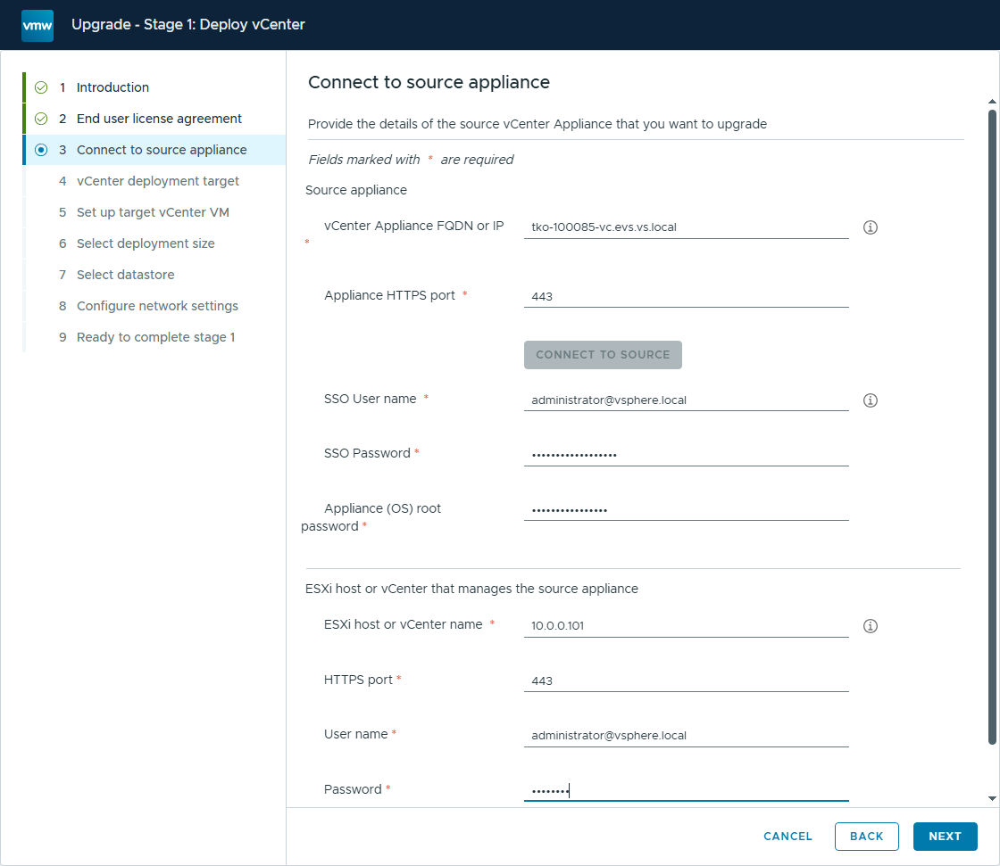 vmw
Upgrade - Stage 1: Deploy vCenter
1 Introduction
2 End user license agreement
3 Connect to source appliance
4 vCenter deployment target
5 Set up target vCenter VM
6 Select deployment size
7 Select datastore
8 Configure network settings
9 Ready to complete stage 1
Connect to source appliance
Provide the details of the source vCenter Appliance that you want to upgrade
Fields marked with * are required
Source appliance
vCenter Appliance FQDN or IP
*
tko-100085-vc.evs.vs.local
Appliance HTTPS port *
443
CONNECT TO SOURCE
SSO User name *
administrator@vsphere.local
SSO Password *
••••••••••••••••••
Appliance (OS) root
password *
••••••••••••••••
ESXi host or vCenter that manages the source appliance
ESXi host or vCenter name *
10.0.0.101
HTTPS port *
443
User name *
administrator@vsphere.local
Password *
••••••••
CANCEL
BACK
NEXT